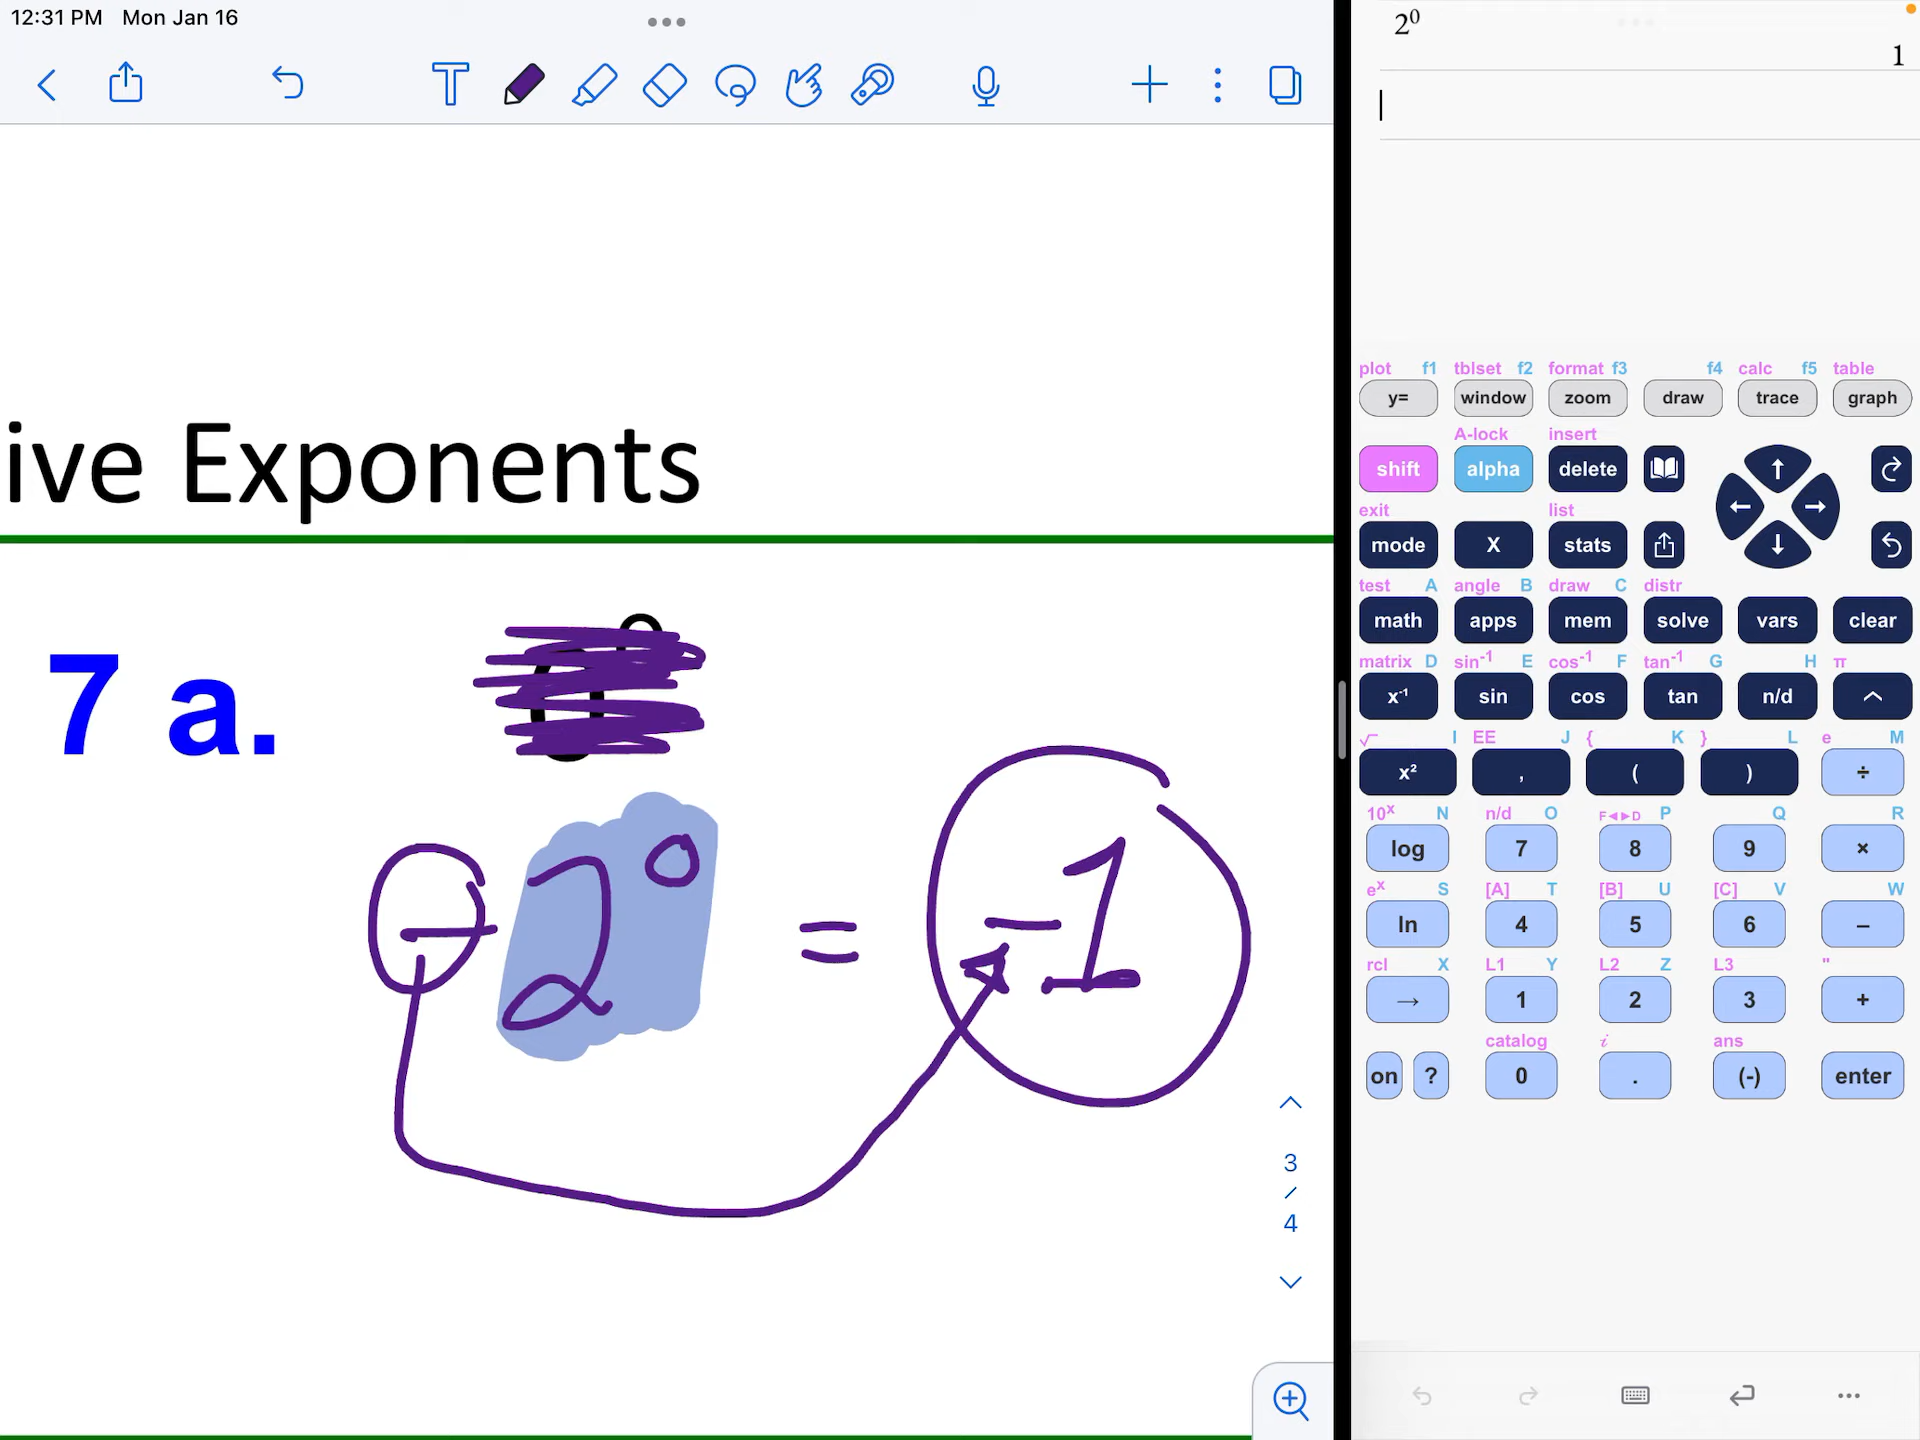 12:31 PM Mon Jan 16
T
ive Exponents
7 a.
- 2⁰ = -1
3
/
4
2⁰
1
plot f1 tblset f2 format f3 f4 calc f5 table
y= window zoom draw trace graph
A-lock insert
shift alpha delete
exit list
mode X stats
test A angle B draw C distr
math apps mem solve vars clear
matrix D sin⁻¹ E cos⁻¹ F tan⁻¹ G H π
x⁻¹ sin cos tan n/d ^
√ I EE J { K } L e M
x² , ( ) ÷
10ˣ N n/d O F◄►D P Q R
log 7 8 9 ×
eˣ S [A] T [B] U [C] V W
ln 4 5 6 –
rcl X L1 Y L2 Z L3 "
→ 1 2 3 +
catalog i ans
on ? 0 . (-) enter